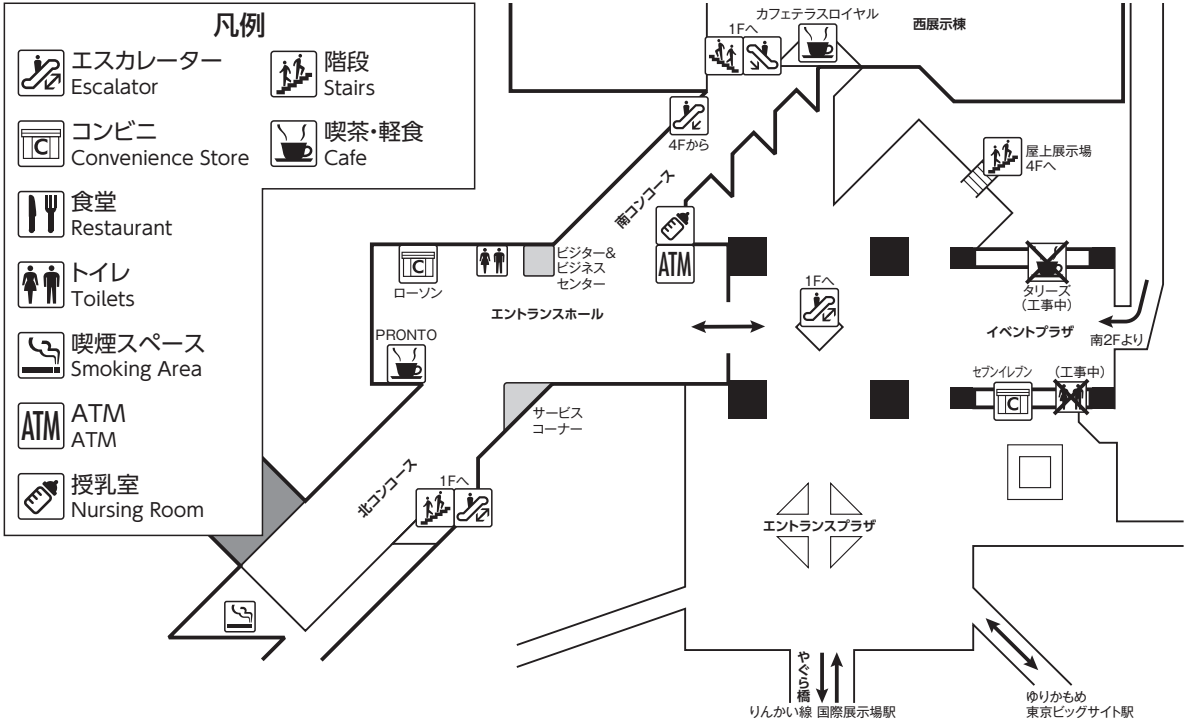 凡例
エスカレーター
Escalator
階段
Stairs
C
コンビニ
Convenience Store
喫茶・軽食
Cafe
食堂
Restaurant
トイレ
Toilets
喫煙スペース
Smoking Area
ATM
ATM
ATM
授乳室
Nursing Room
カフェテラスロイヤル
1Fへ
西展示棟
4Fから
南コンコース
屋上展示場
4Fへ
C
ローソン
ビジター&
ビジネス
センター
ATM
エントランスホール
PRONTO
1Fへ
タリーズ
(工事中)
イベントプラザ
南2Fより
セブンイレブン
C
(工事中)
サービス
コーナー
北コンコース
1Fへ
エントランスプラザ
やぐら橋
りんかい線 国際展示場駅
ゆりかもめ
東京ビッグサイト駅